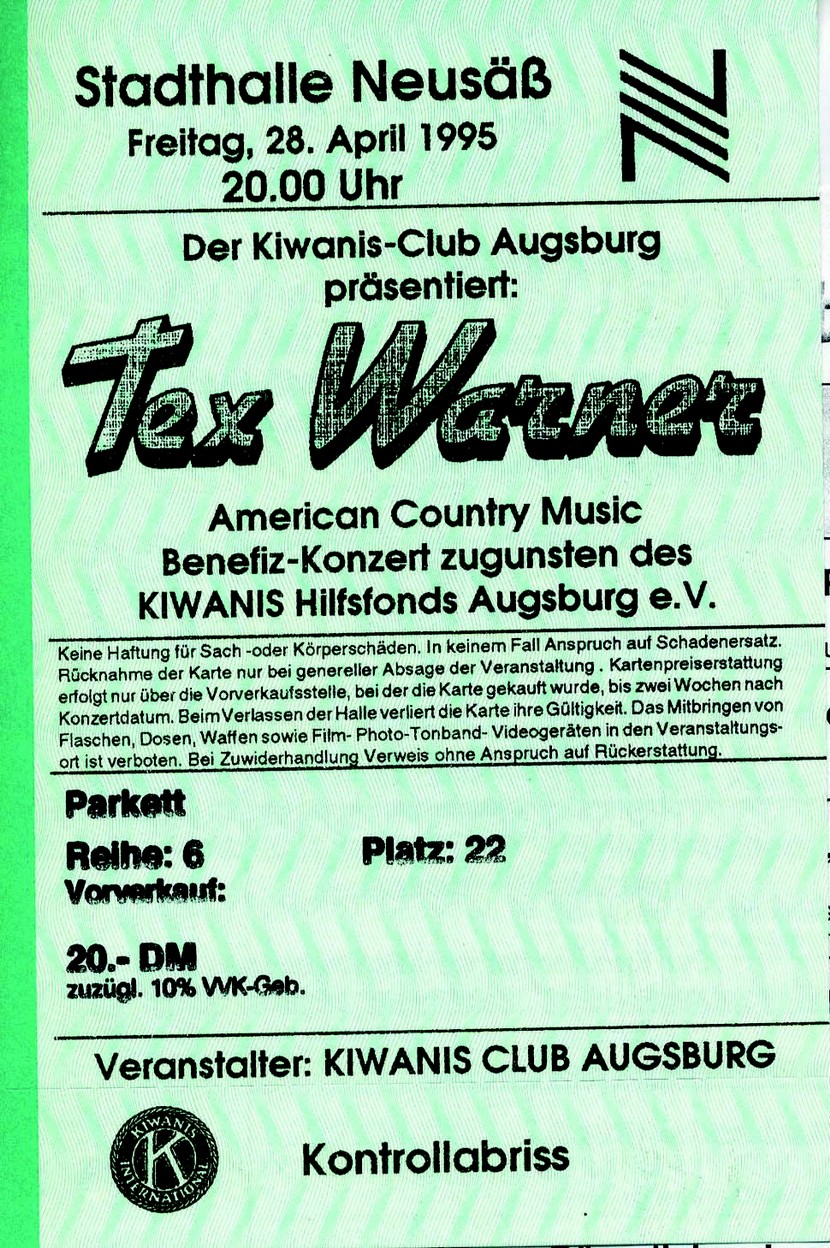 Stadthalle Neusäß
Freitag, 28. April 1995
20.00 Uhr
Der Kiwanis-Club Augsburg
präsentiert:
Tex Warner
American Country Music
Benefiz-Konzert zugunsten des
KIWANIS Hilfsfonds Augsburg e.V.
Keine Haftung für Sach -oder Körperschäden. In keinem Fall Anspruch auf Schadenersatz.
Rücknahme der Karte nur bei genereller Absage der Veranstaltung . Kartenpreiserstattung
erfolgt nur über die Vorverkaufsstelle, bei der die Karte gekauft wurde, bis zwei Wochen nach
Konzertdatum. Beim Verlassen der Halle verliert die Karte ihre Gültigkeit. Das Mitbringen von
Flaschen, Dosen, Waffen sowie Film- Photo-Tonband- Videogeräten in den Veranstaltungs-
ort ist verboten. Bei Zuwiderhandlung Verweis ohne Anspruch auf Rückerstattung.
Parkett
Reihe: 6 Platz: 22
Vorverkauf:
20.- DM
zuzügl. 10% VVK-Geb.
Veranstalter: KIWANIS CLUB AUGSBURG
KIWANIS
K
INTERNATIONAL
Kontrollabriss